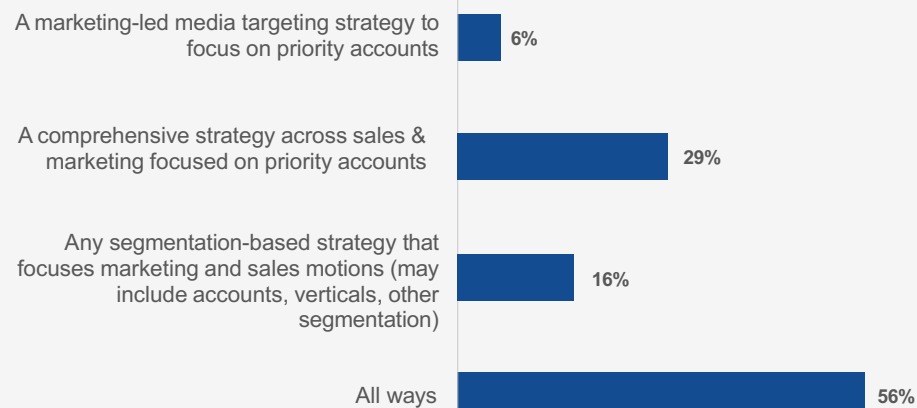 A marketing-led media targeting strategy to
focus on priority accounts
6%
A comprehensive strategy across sales &
marketing focused on priority accounts
29%
Any segmentation-based strategy that
focuses marketing and sales motions (may
include accounts, verticals, other
segmentation)
16%
All ways
56%